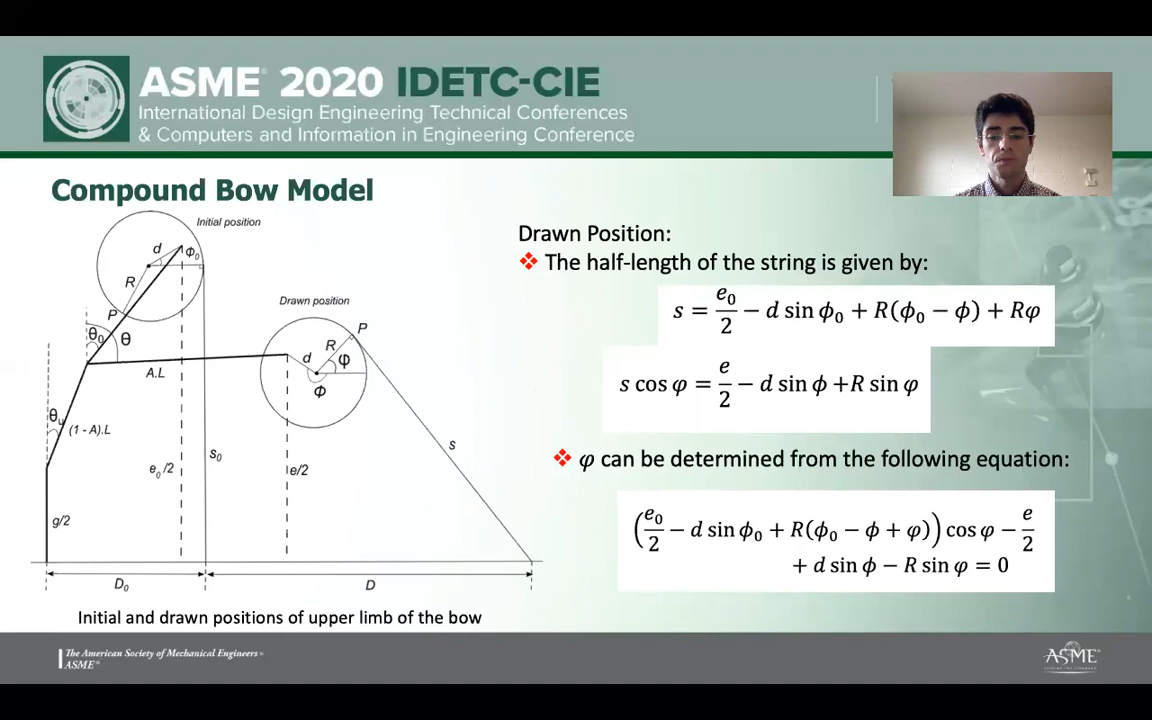 ASME® 2020 IDETC-CIE
International Design Engineering Technical Conferences
& Computers and Information in Engineering Conference
Compound Bow Model
Initial position
d
ϕ₀
R
P
θ₀
θ
A.L
θᵤ
(1 - A).L
e₀/2
s₀
g/2
D₀
Drawn position
P
R
d
φ
Φ
e/2
s
D
Initial and drawn positions of upper limb of the bow
Drawn Position:
❖ The half-length of the string is given by:
s = e₀/2 − d sin ϕ₀ + R(ϕ₀ − ϕ) + Rφ
s cos φ = e/2 − d sin ϕ +R sin φ
❖ φ can be determined from the following equation:
(e₀/2 − d sin ϕ₀ + R(ϕ₀ − ϕ + φ)) cos φ − e/2
+ d sin ϕ − R sin φ = 0
The American Society of Mechanical Engineers®
ASME®
ASME